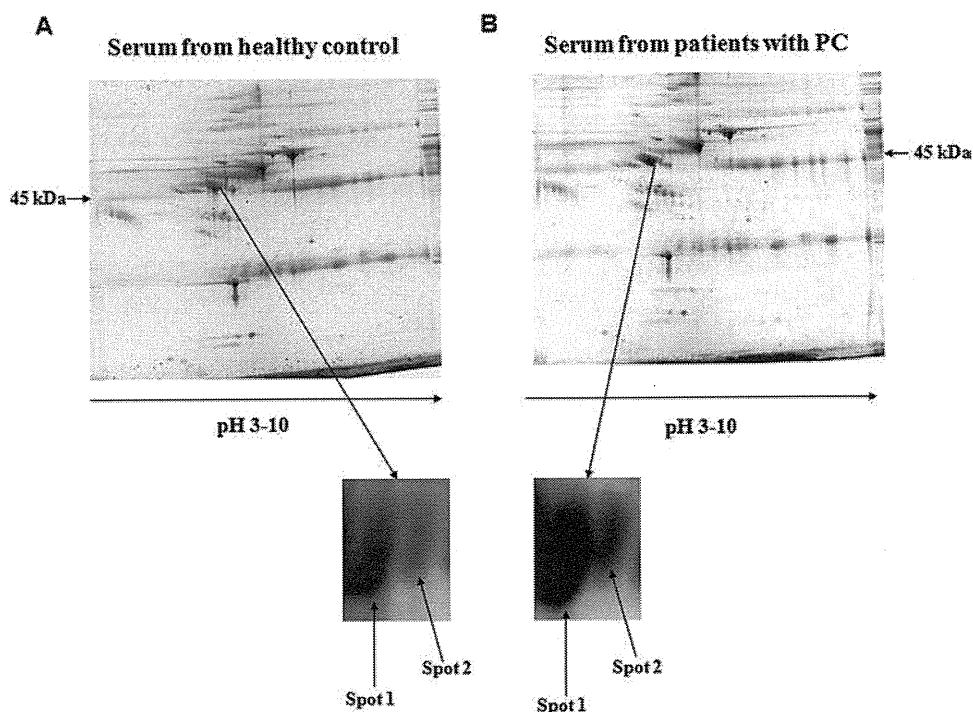 A
Serum from healthy control
B
Serum from patients with PC
45 kDa
45 kDa
pH 3-10
pH 3-10
Spot 2
Spot 1
Spot 2
Spot 1